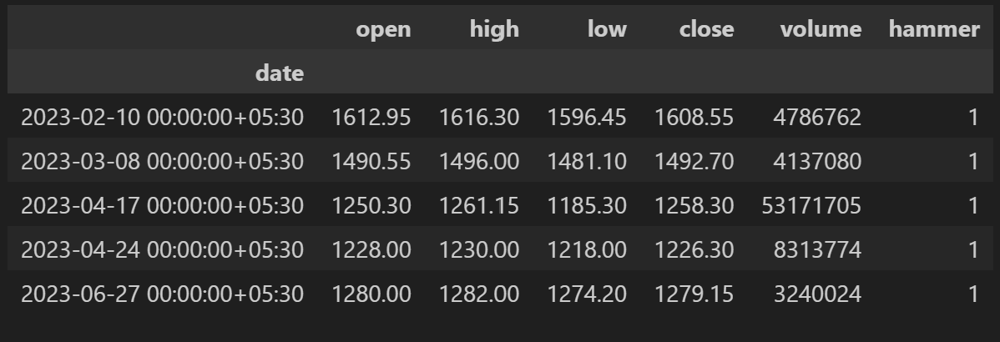 open high low close volume hammer
date
2023-02-10 00:00:00+05:30 1612.95 1616.30 1596.45 1608.55 4786762 1
2023-03-08 00:00:00+05:30 1490.55 1496.00 1481.10 1492.70 4137080 1
2023-04-17 00:00:00+05:30 1250.30 1261.15 1185.30 1258.30 53171705 1
2023-04-24 00:00:00+05:30 1228.00 1230.00 1218.00 1226.30 8313774 1
2023-06-27 00:00:00+05:30 1280.00 1282.00 1274.20 1279.15 3240024 1